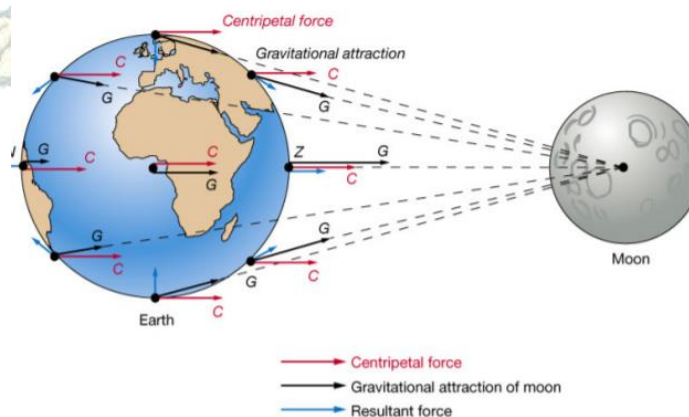 Centripetal force
C
Gravitational attraction
C
C
G
G
N
G
C
C
G
Z
G
C
G
G
C
G
C
C
Moon
Earth
Centripetal force
Gravitational attraction of moon
Resultant force